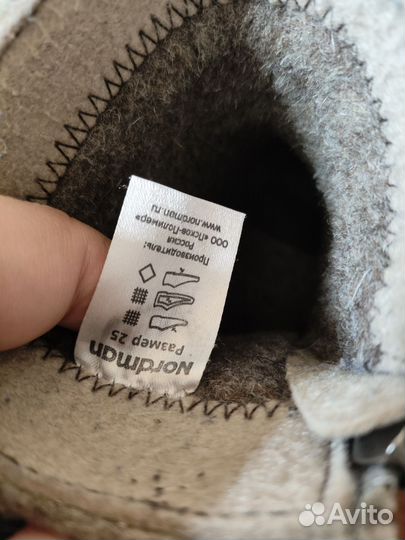 Nordman
Размер 25
Производитель:
Россия
ООО «Псков-Полимер»
www.nordman.ru
Avito